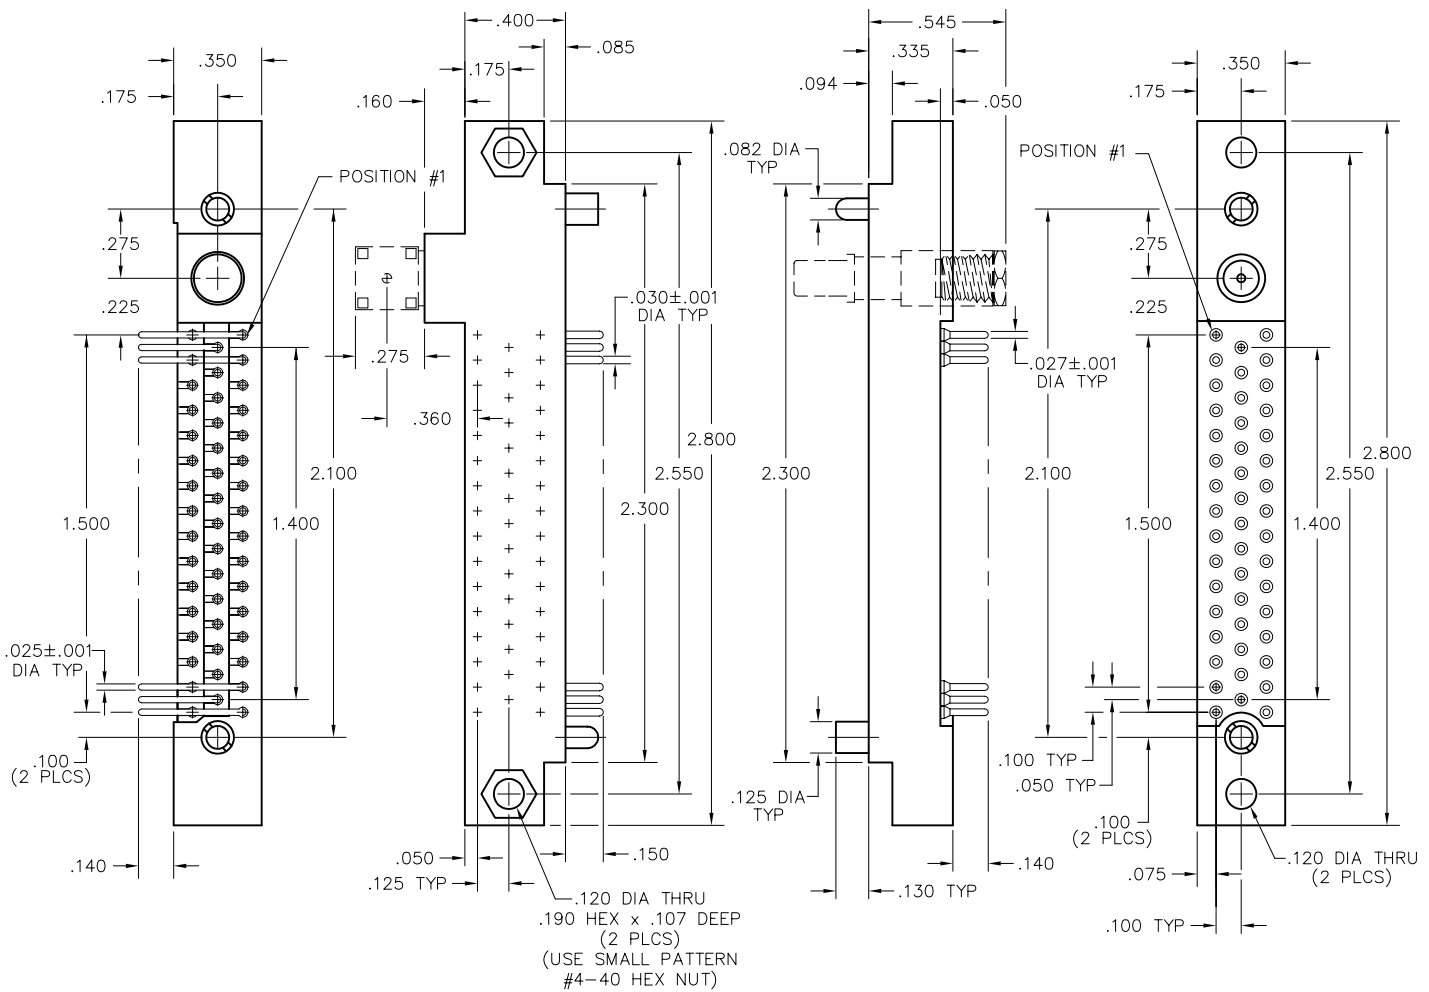 .350
.175
POSITION #1
.275
.225
1.500
1.400
2.100
.025±.001
DIA TYP
.100
(2 PLCS)
.140
.400
.085
.175
.160
.275
.360
.030±.001
DIA TYP
2.800
2.550
2.300
.050
.125 TYP
.150
.120 DIA THRU
.190 HEX x .107 DEEP
(2 PLCS)
(USE SMALL PATTERN
#4-40 HEX NUT)
.545
.335
.094
.050
.082 DIA
TYP
.027±.001
DIA TYP
2.300
.125 DIA
TYP
.130 TYP
.140
.350
.175
POSITION #1
.275
.225
2.100
1.500
1.400
2.550
2.800
.100 TYP
.050 TYP
.100
(2 PLCS)
.075
.100 TYP
.120 DIA THRU
(2 PLCS)